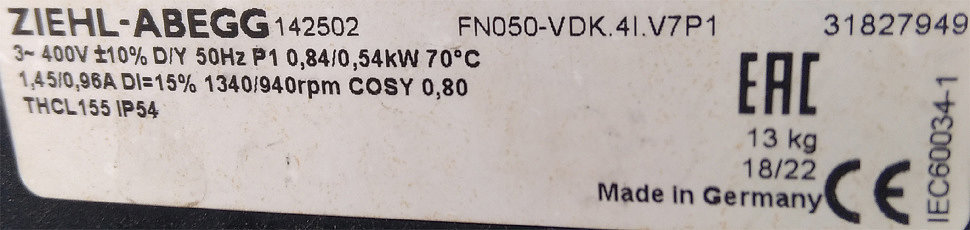 ZIEHL-ABEGG 142502 FN050-VDK.4I.V7P1 31827949
3~ 400V ±10% D/Y 50Hz P1 0,84/0,54kW 70°C
1,45/0,96A DI=15% 1340/940rpm COSY 0,80
THCL155 IP54
EAC
13 kg
18/22
Made in Germany CE
IEC60034-1